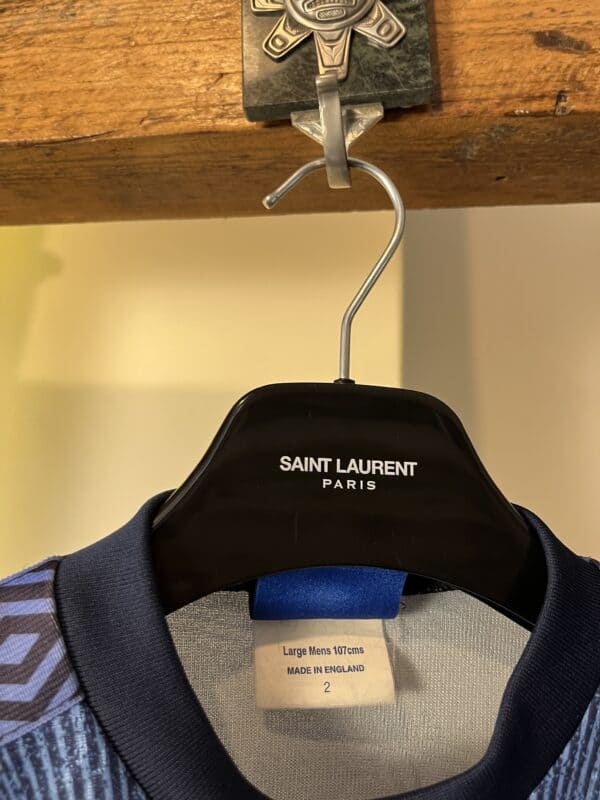 SAINT LAURENT
PARIS
Large Mens 107cms
MADE IN ENGLAND
2